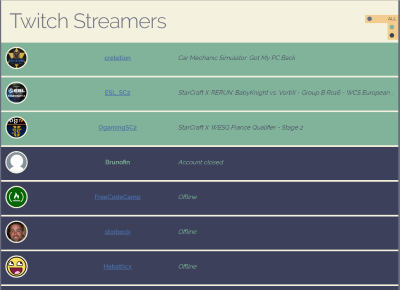 Twitch Streamers
ALL
cretetion
Car Mechanic Simulator: Got My PC Back
ESL_SC2
StarCraft II: RERUN: BabyKnight vs. VortiX - Group B Ro16 - WCS European
OgamingSC2
StarCraft II: WESG France Qualifier - Stage 2
Brunofin
Account closed
FreeCodeCamp
Offline
storbeck
Offline
Habathcx
Offline